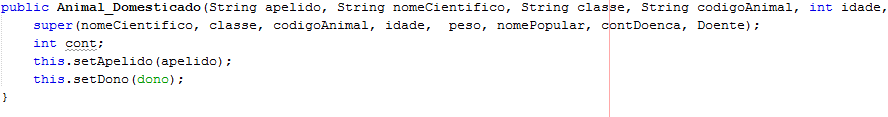 public Animal_Domesticado(String apelido, String nomeCientifico, String classe, String codigoAnimal, int idade,
super(nomeCientifico, classe, codigoAnimal, idade,  peso, nomePopular, contDoenca, Doente);
int cont;
this.setApelido(apelido);
this.setDono(dono);
}